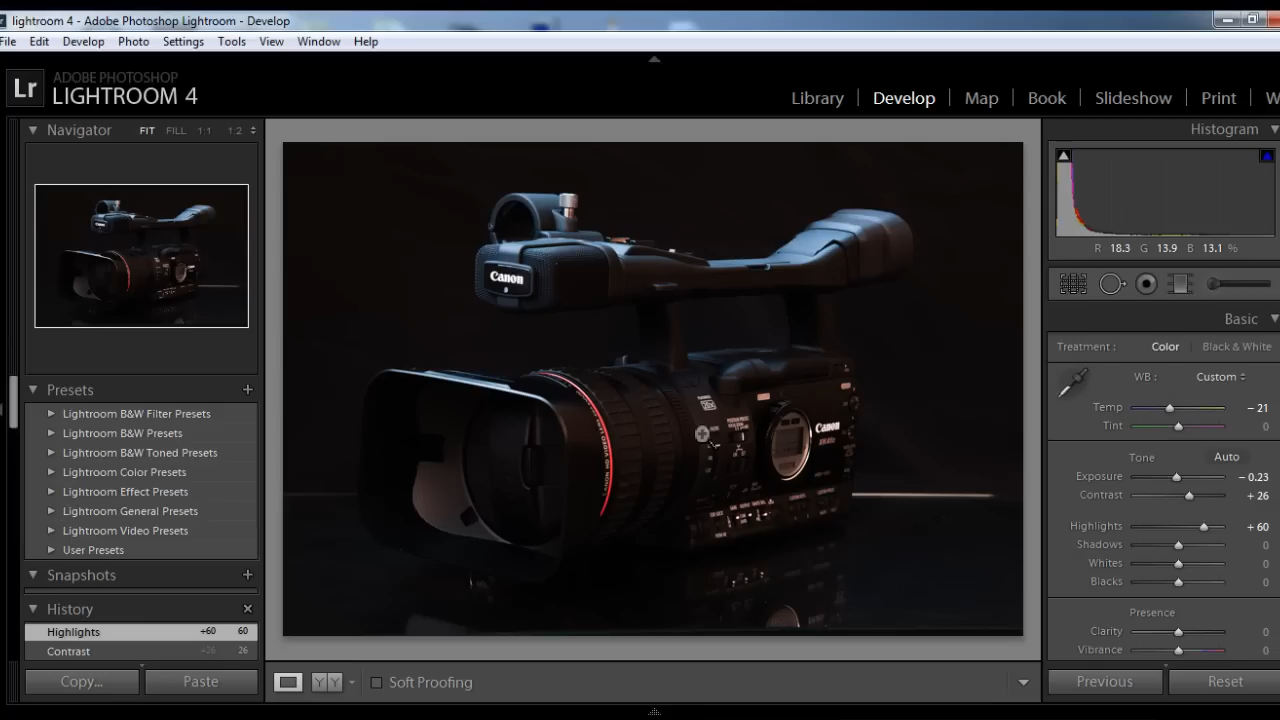 lightroom 4 - Adobe Photoshop Lightroom - Develop
File Edit Develop Photo Settings Tools View Window Help
Lr ADOBE PHOTOSHOP
LIGHTROOM 4
Library Develop Map Book Slideshow Print W
Navigator FIT FILL 1:1 1:2
Histogram
R 18.3 G 13.9 B 13.1 %
Canon
Canon
Basic
Treatment : Color Black & White
WB : Custom
Temp - 21
Tint 0
Tone Auto
Exposure - 0.23
Contrast + 26
Highlights + 60
Shadows 0
Whites 0
Blacks 0
Presence
Clarity 0
Vibrance 0
Presets
Lightroom B&W Filter Presets
Lightroom B&W Presets
Lightroom B&W Toned Presets
Lightroom Color Presets
Lightroom Effect Presets
Lightroom General Presets
Lightroom Video Presets
User Presets
Snapshots
History
Highlights +60 60
Contrast +26 26
Copy... Paste
YY Soft Proofing
Previous Reset